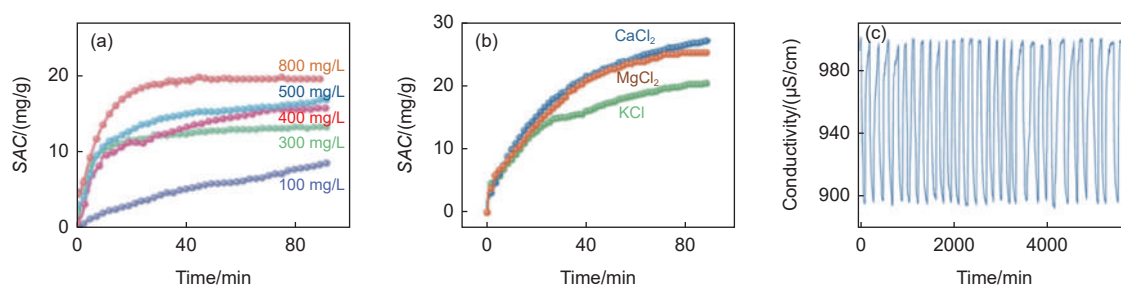 (a)
30
20
10
0
SAC/(mg/g)
800 mg/L
500 mg/L
400 mg/L
300 mg/L
100 mg/L
0
40
80
Time/min
(b)
30
20
10
0
SAC/(mg/g)
CaCl₂
MgCl₂
KCl
0
40
80
Time/min
(c)
980
940
900
Conductivity/(μS/cm)
0
2000
4000
Time/min